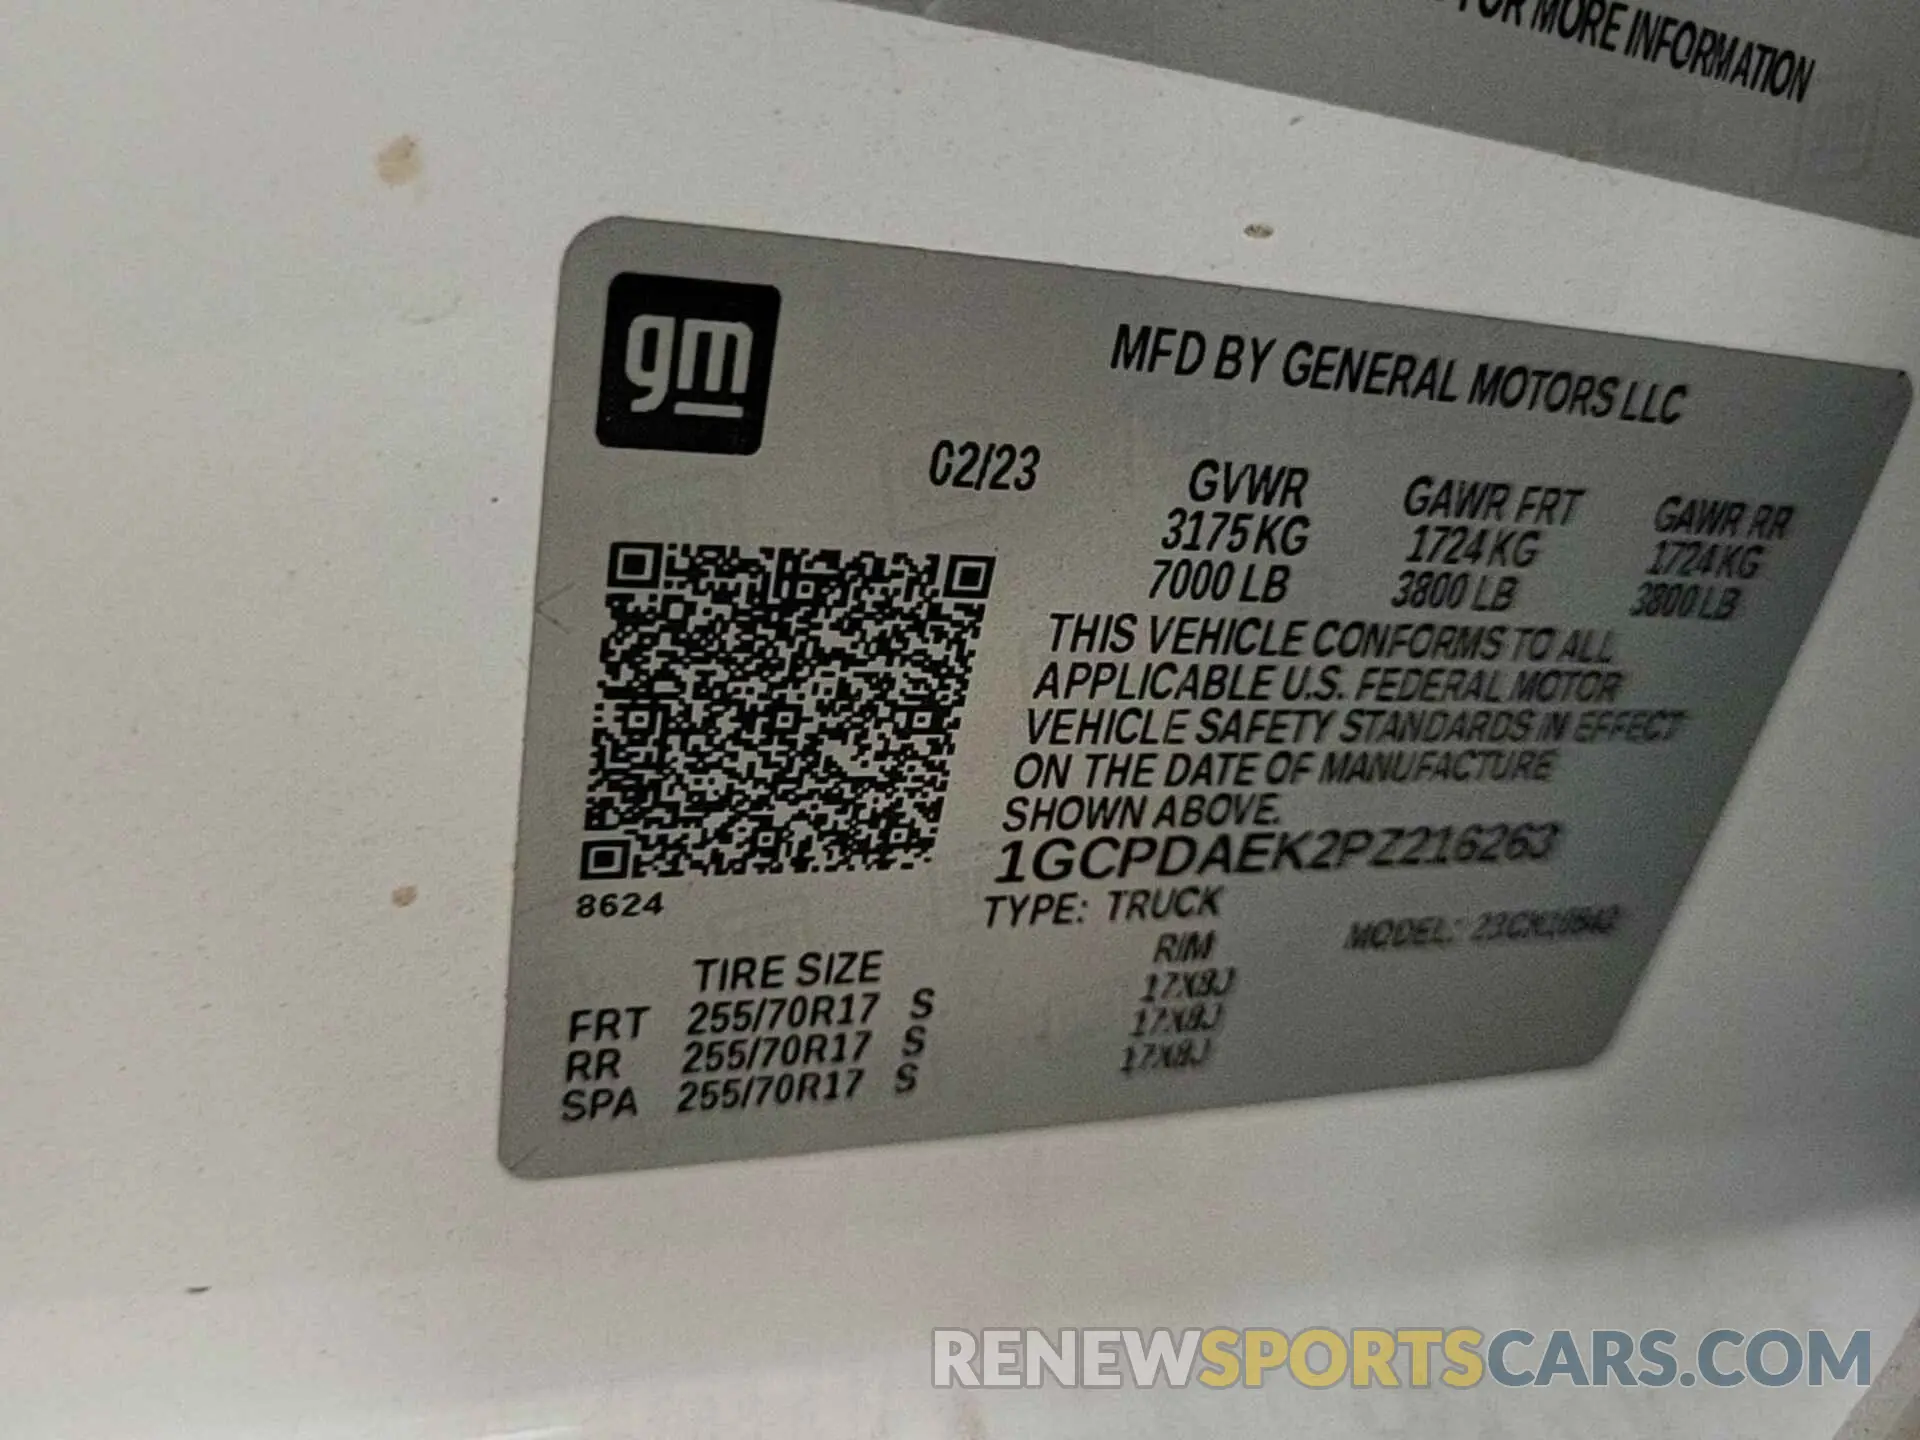 FOR MORE INFORMATION
gm
MFD BY GENERAL MOTORS LLC
02/23
GVWR GAWR FRT GAWR RR
3175 KG 1724 KG 1724 KG
7000 LB 3800 LB 3800 LB
THIS VEHICLE CONFORMS TO ALL
APPLICABLE U.S. FEDERAL MOTOR
VEHICLE SAFETY STANDARDS IN EFFECT
ON THE DATE OF MANUFACTURE
SHOWN ABOVE.
1GCPDAEK2PZ216263
8624
TYPE: TRUCK MODEL:
TIRE SIZE RIM
FRT 255/70R17 S 17X8J
RR 255/70R17 S 17X8J
SPA 255/70R17 S 17X8J
RENEWSPORTSCARS.COM